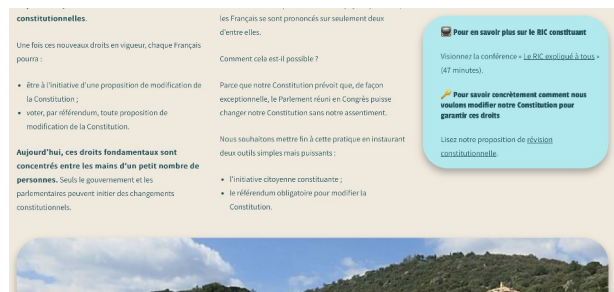 constitutionnelles.
Une fois ces nouveaux droits en vigueur, chaque Français
pourra :
• être à l'initiative d'une proposition de modification de
la Constitution ;
• voter, par référendum, toute proposition de
modification de la Constitution.
Aujourd'hui, ces droits fondamentaux sont
concentrés entre les mains d'un petit nombre de
personnes. Seuls le gouvernement et les
parlementaires peuvent initier des changements
constitutionnels.
les Français se sont prononcés sur seulement deux
d'entre elles.
Comment cela est-il possible ?
Parce que notre Constitution prévoit que, de façon
exceptionnelle, le Parlement réuni en Congrès puisse
changer notre Constitution sans notre assentiment.
Nous souhaitons mettre fin à cette pratique en instaurant
deux outils simples mais puissants :
• l'initiative citoyenne constituante ;
• le référendum obligatoire pour modifier la
Constitution.
Pour en savoir plus sur le RIC constituant
Visionnez la conférence « Le RIC expliqué à tous »
(47 minutes).
Pour savoir concrètement comment nous
voulons modifier notre Constitution pour
garantir ces droits
Lisez notre proposition de révision
constitutionnelle.